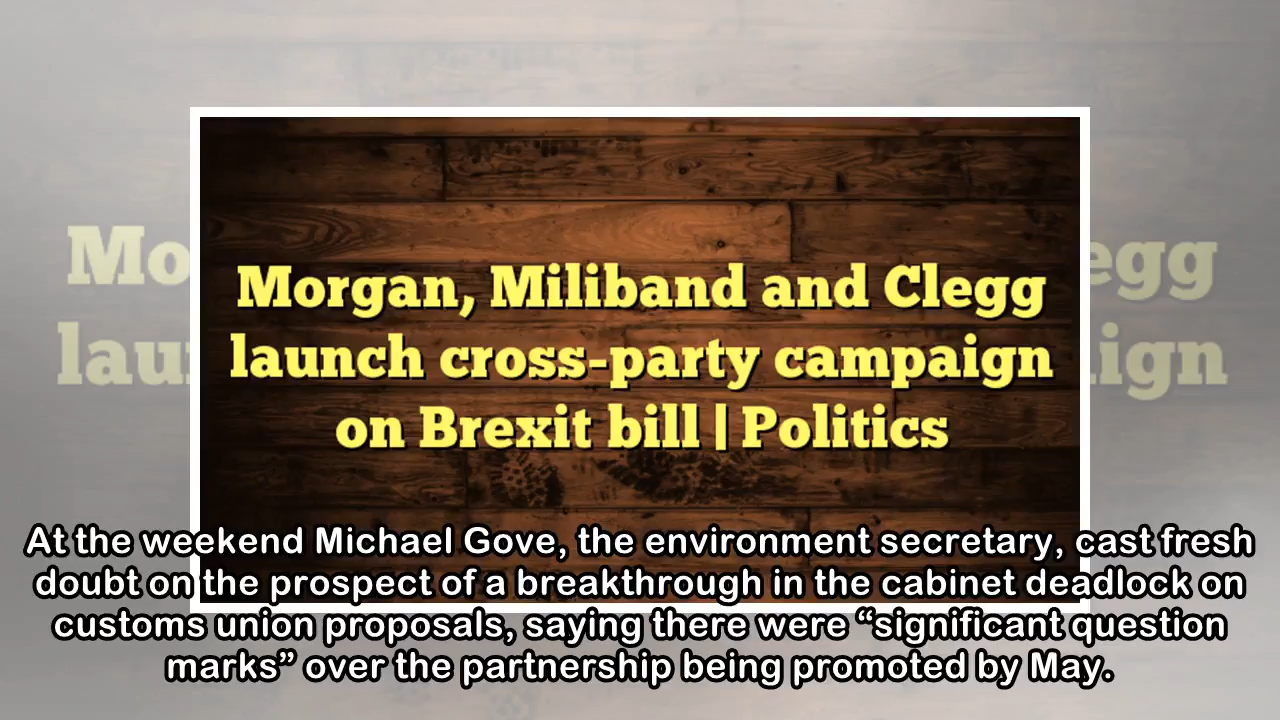 Morgan, Miliband and Clegg
launch cross-party campaign
on Brexit bill | Politics
At the weekend Michael Gove, the environment secretary, cast fresh
doubt on the prospect of a breakthrough in the cabinet deadlock on
customs union proposals, saying there were “significant question
marks” over the partnership being promoted by May.